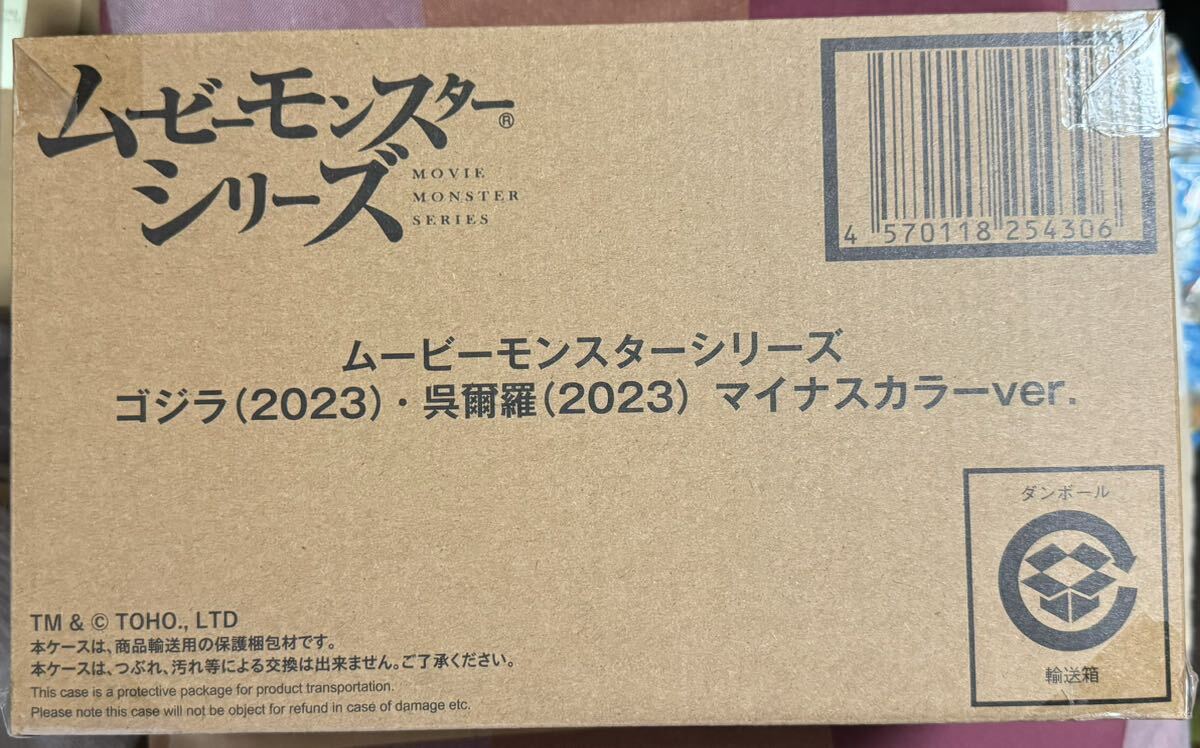 ムービーモンスター®
シリーズ
MOVIE
MONSTER
SERIES
4 570118 254306
ムービーモンスターシリーズ
ゴジラ(2023)・呉爾羅(2023) マイナスカラーver.
ダンボール
輸送箱
TM & © TOHO., LTD
本ケースは、商品輸送用の保護梱包材です。
本ケースは、つぶれ、汚れ等による交換は出来ません。ご了承ください。
This case is a protective package for product transportation.
Please note this case will not be object for refund in case of damage etc.